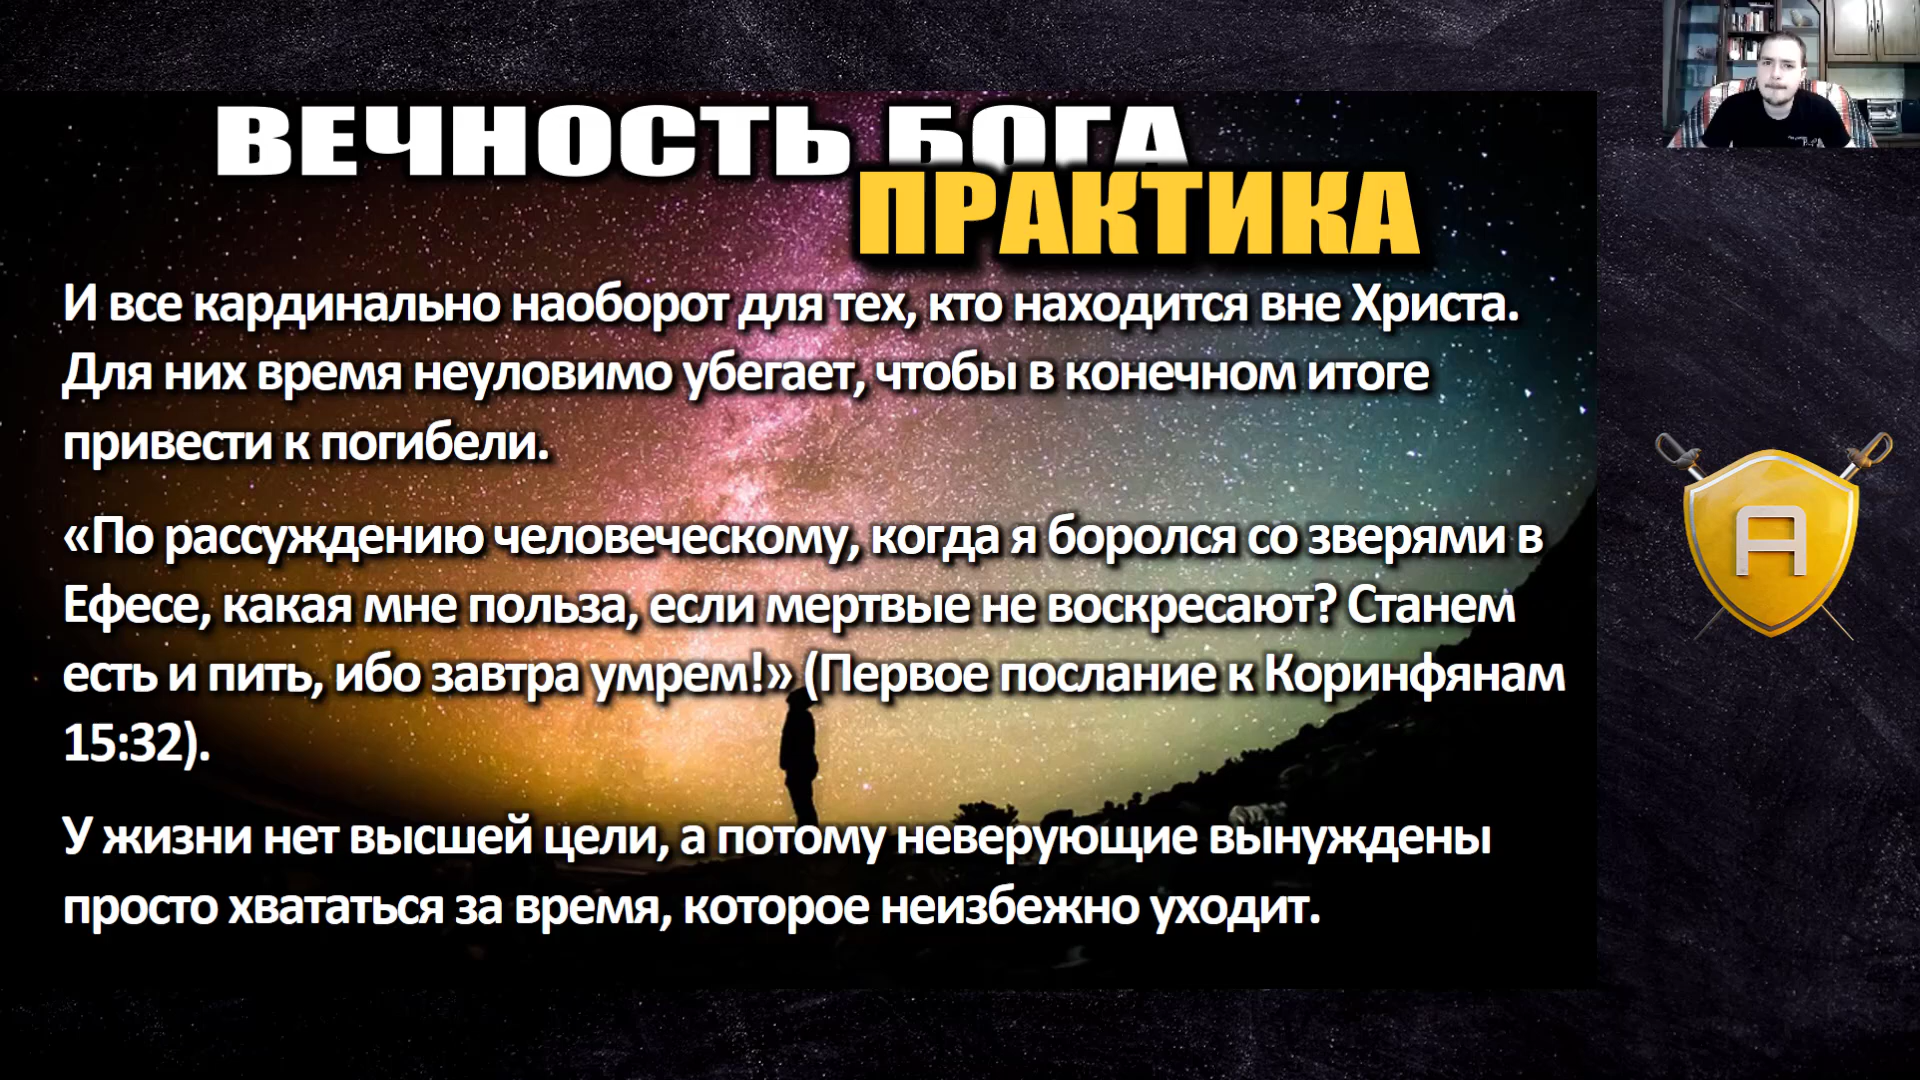 ВЕЧНОСТЬ БОГА
ПРАКТИКА
И все кардинально наоборот для тех, кто находится вне Христа.
Для них время неуловимо убегает, чтобы в конечном итоге
привести к погибели.
«По рассуждению человеческому, когда я боролся со зверями в
Ефесе, какая мне польза, если мертвые не воскресают? Станем
есть и пить, ибо завтра умрем!» (Первое послание к Коринфянам
15:32).
У жизни нет высшей цели, а потому неверующие вынуждены
просто хвататься за время, которое неизбежно уходит.
A